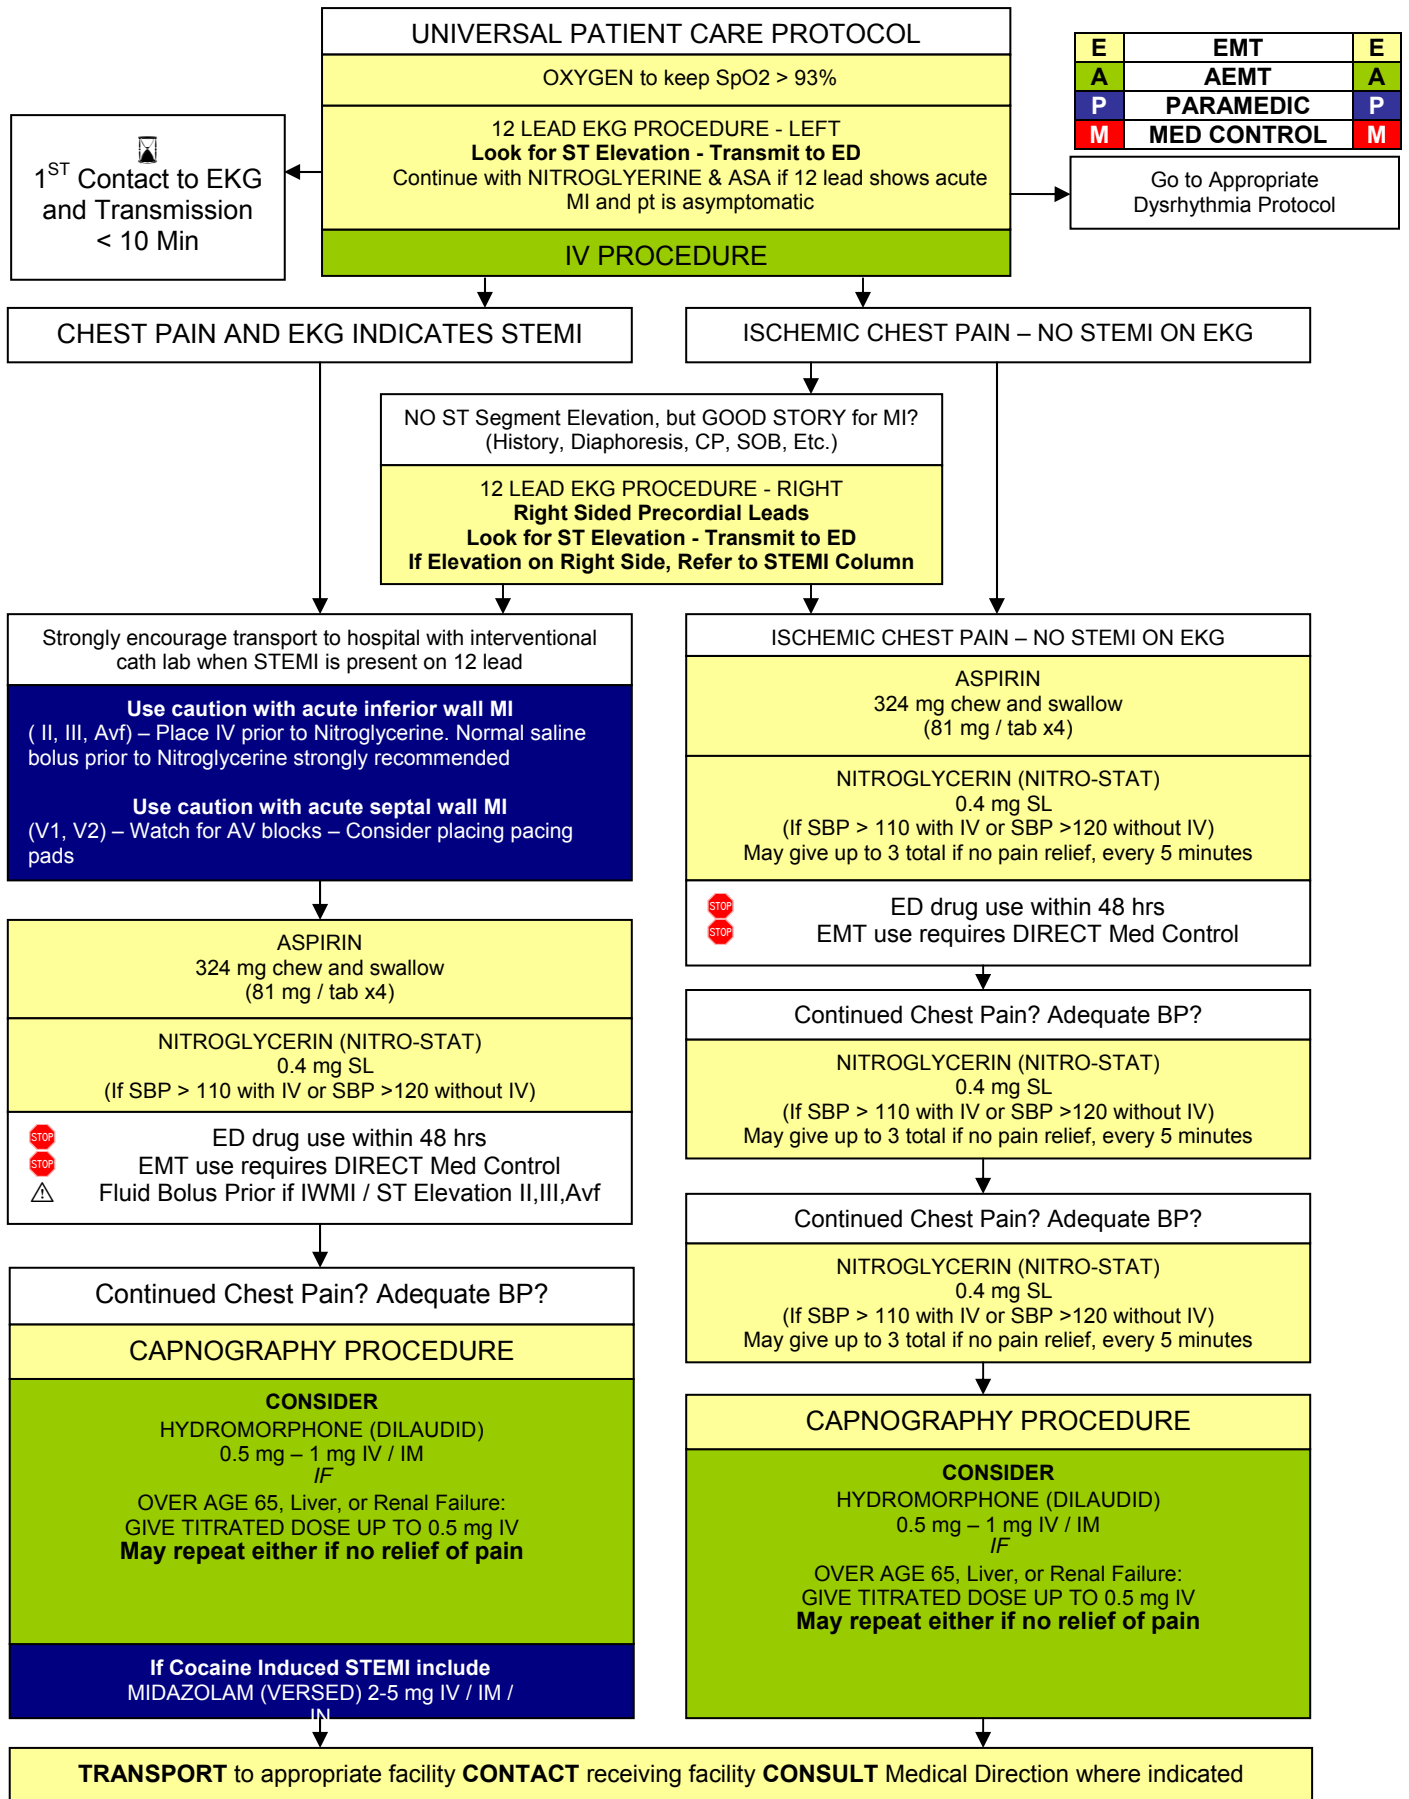 UNIVERSAL PATIENT CARE PROTOCOL
OXYGEN to keep SpO2 > 93%
12 LEAD EKG PROCEDURE - LEFT
Look for ST Elevation - Transmit to ED
Continue with NITROGLYERINE & ASA if 12 lead shows acute
MI and pt is asymptomatic
IV PROCEDURE
E EMT E
A AEMT A
P PARAMEDIC P
M MED CONTROL M
1ST Contact to EKG
and Transmission
< 10 Min
Go to Appropriate
Dysrhythmia Protocol
CHEST PAIN AND EKG INDICATES STEMI
ISCHEMIC CHEST PAIN – NO STEMI ON EKG
NO ST Segment Elevation, but GOOD STORY for MI?
(History, Diaphoresis, CP, SOB, Etc.)
12 LEAD EKG PROCEDURE - RIGHT
Right Sided Precordial Leads
Look for ST Elevation - Transmit to ED
If Elevation on Right Side, Refer to STEMI Column
Strongly encourage transport to hospital with interventional
cath lab when STEMI is present on 12 lead
Use caution with acute inferior wall MI
( II, III, Avf) – Place IV prior to Nitroglycerine. Normal saline
bolus prior to Nitroglycerine strongly recommended
Use caution with acute septal wall MI
(V1, V2) – Watch for AV blocks – Consider placing pacing
pads
ASPIRIN
324 mg chew and swallow
(81 mg / tab x4)
NITROGLYCERIN (NITRO-STAT)
0.4 mg SL
(If SBP > 110 with IV or SBP >120 without IV)
STOP ED drug use within 48 hrs
STOP EMT use requires DIRECT Med Control
⚠ Fluid Bolus Prior if IWMI / ST Elevation II,III,Avf
Continued Chest Pain? Adequate BP?
CAPNOGRAPHY PROCEDURE
CONSIDER
HYDROMORPHONE (DILAUDID)
0.5 mg – 1 mg IV / IM
IF
OVER AGE 65, Liver, or Renal Failure:
GIVE TITRATED DOSE UP TO 0.5 mg IV
May repeat either if no relief of pain
If Cocaine Induced STEMI include
MIDAZOLAM (VERSED) 2-5 mg IV / IM /
IN
ISCHEMIC CHEST PAIN – NO STEMI ON EKG
ASPIRIN
324 mg chew and swallow
(81 mg / tab x4)
NITROGLYCERIN (NITRO-STAT)
0.4 mg SL
(If SBP > 110 with IV or SBP >120 without IV)
May give up to 3 total if no pain relief, every 5 minutes
STOP ED drug use within 48 hrs
STOP EMT use requires DIRECT Med Control
Continued Chest Pain? Adequate BP?
NITROGLYCERIN (NITRO-STAT)
0.4 mg SL
(If SBP > 110 with IV or SBP >120 without IV)
May give up to 3 total if no pain relief, every 5 minutes
Continued Chest Pain? Adequate BP?
NITROGLYCERIN (NITRO-STAT)
0.4 mg SL
(If SBP > 110 with IV or SBP >120 without IV)
May give up to 3 total if no pain relief, every 5 minutes
CAPNOGRAPHY PROCEDURE
CONSIDER
HYDROMORPHONE (DILAUDID)
0.5 mg – 1 mg IV / IM
IF
OVER AGE 65, Liver, or Renal Failure:
GIVE TITRATED DOSE UP TO 0.5 mg IV
May repeat either if no relief of pain
TRANSPORT to appropriate facility CONTACT receiving facility CONSULT Medical Direction where indicated